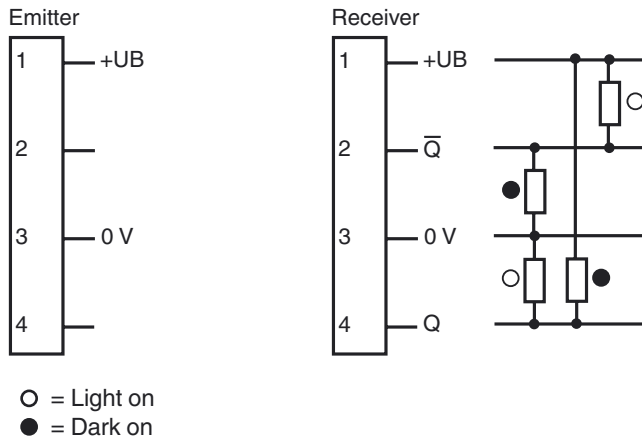 Emitter
1 +UB
2
3 0 V
4
Receiver
1 +UB
2 Q̅
3 0 V
4 Q
= Light on
= Dark on